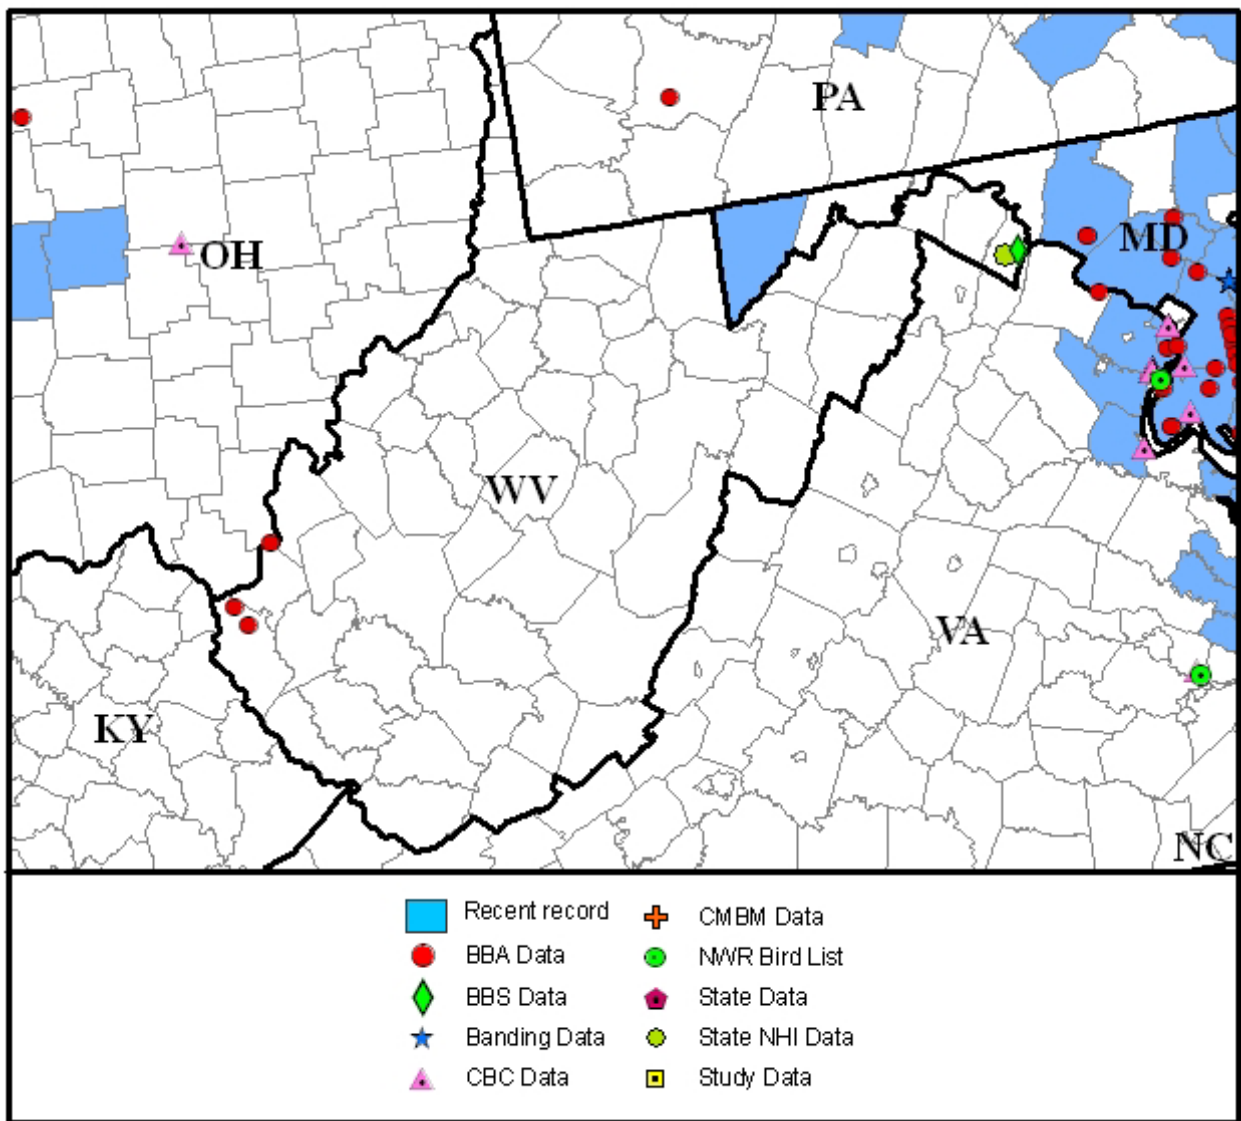 PA
MD
OH
WV
VA
KY
NC
Recent record
CMBM Data
BBA Data
NWR Bird List
BBS Data
State Data
Banding Data
State NHI Data
CBC Data
Study Data